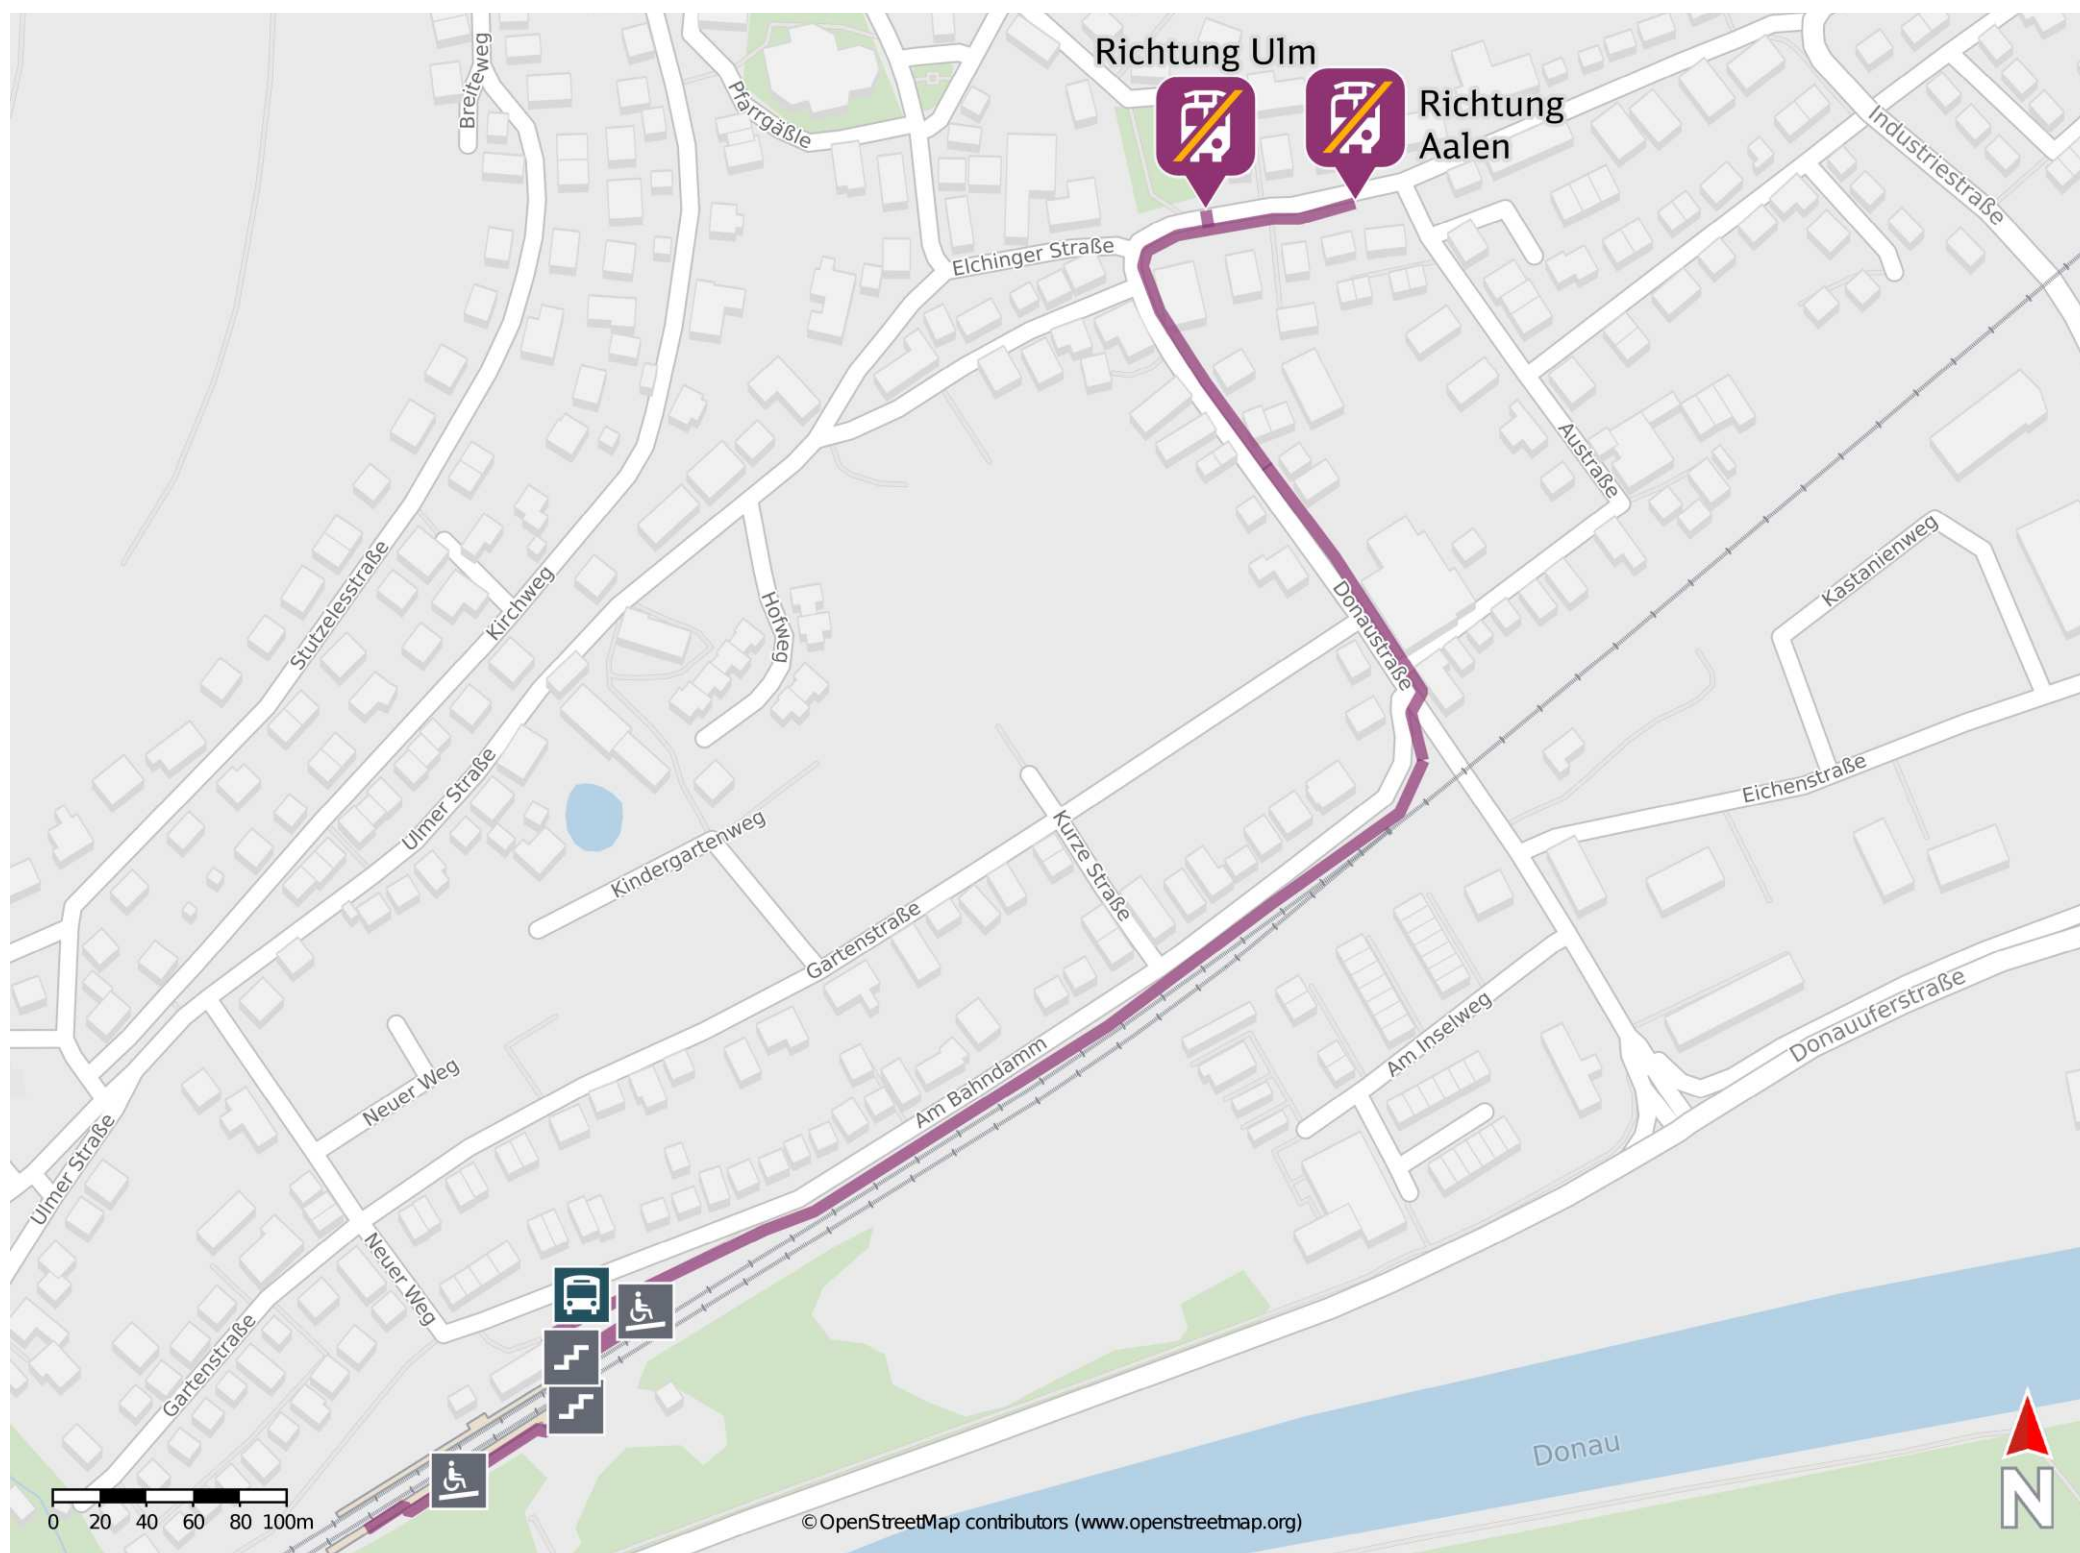 Richtung Ulm
Richtung
Aalen
Breiteweg
Pfarrgäßle
Industriestraße
Elchinger Straße
Austraße
Stutzelesstraße
Kirchweg
Hofweg
Donaustraße
Kastanienweg
Ulmer Straße
Eichenstraße
Kindergartenweg
Kurze Straße
Gartenstraße
Donauuferstraße
Am Inselweg
Neuer Weg
Am Bahndamm
Ulmer Straße
Neuer Weg
Gartenstraße
Donau
0 20 40 60 80 100m
© OpenStreetMap contributors (www.openstreetmap.org)
N